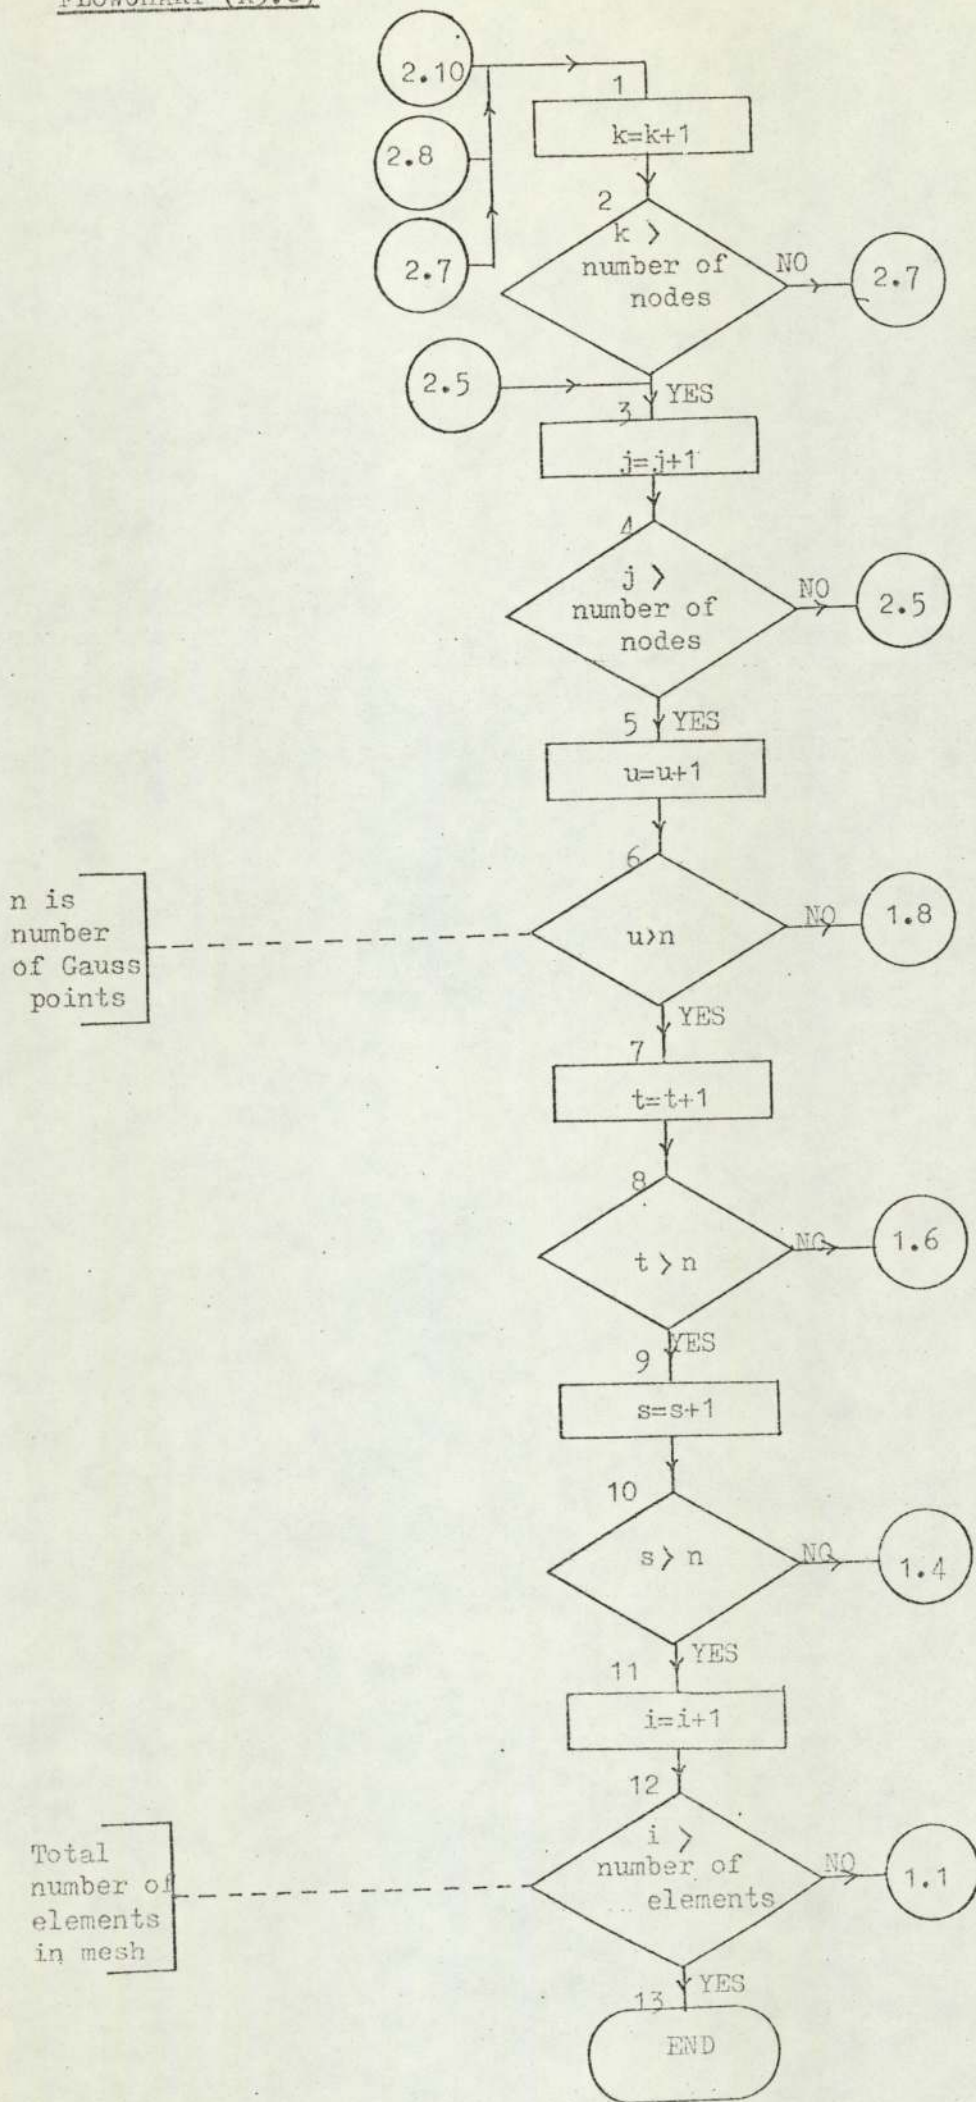 2.10
1
k=k+1
2.8
2
k >
number of
nodes
NO
2.7
2.7
2.5
YES
3
j=j+1
4
j >
number of
nodes
NO
2.5
5
YES
u=u+1
n is
number
of Gauss
points
6
u>n
NO
1.8
YES
7
t=t+1
8
t > n
NO
1.6
YES
9
s=s+1
10
s> n
NO
1.4
YES
11
i=i+1
12
Total
number of
elements
in mesh
i >
number of
elements
NO
1.1
YES
13
END